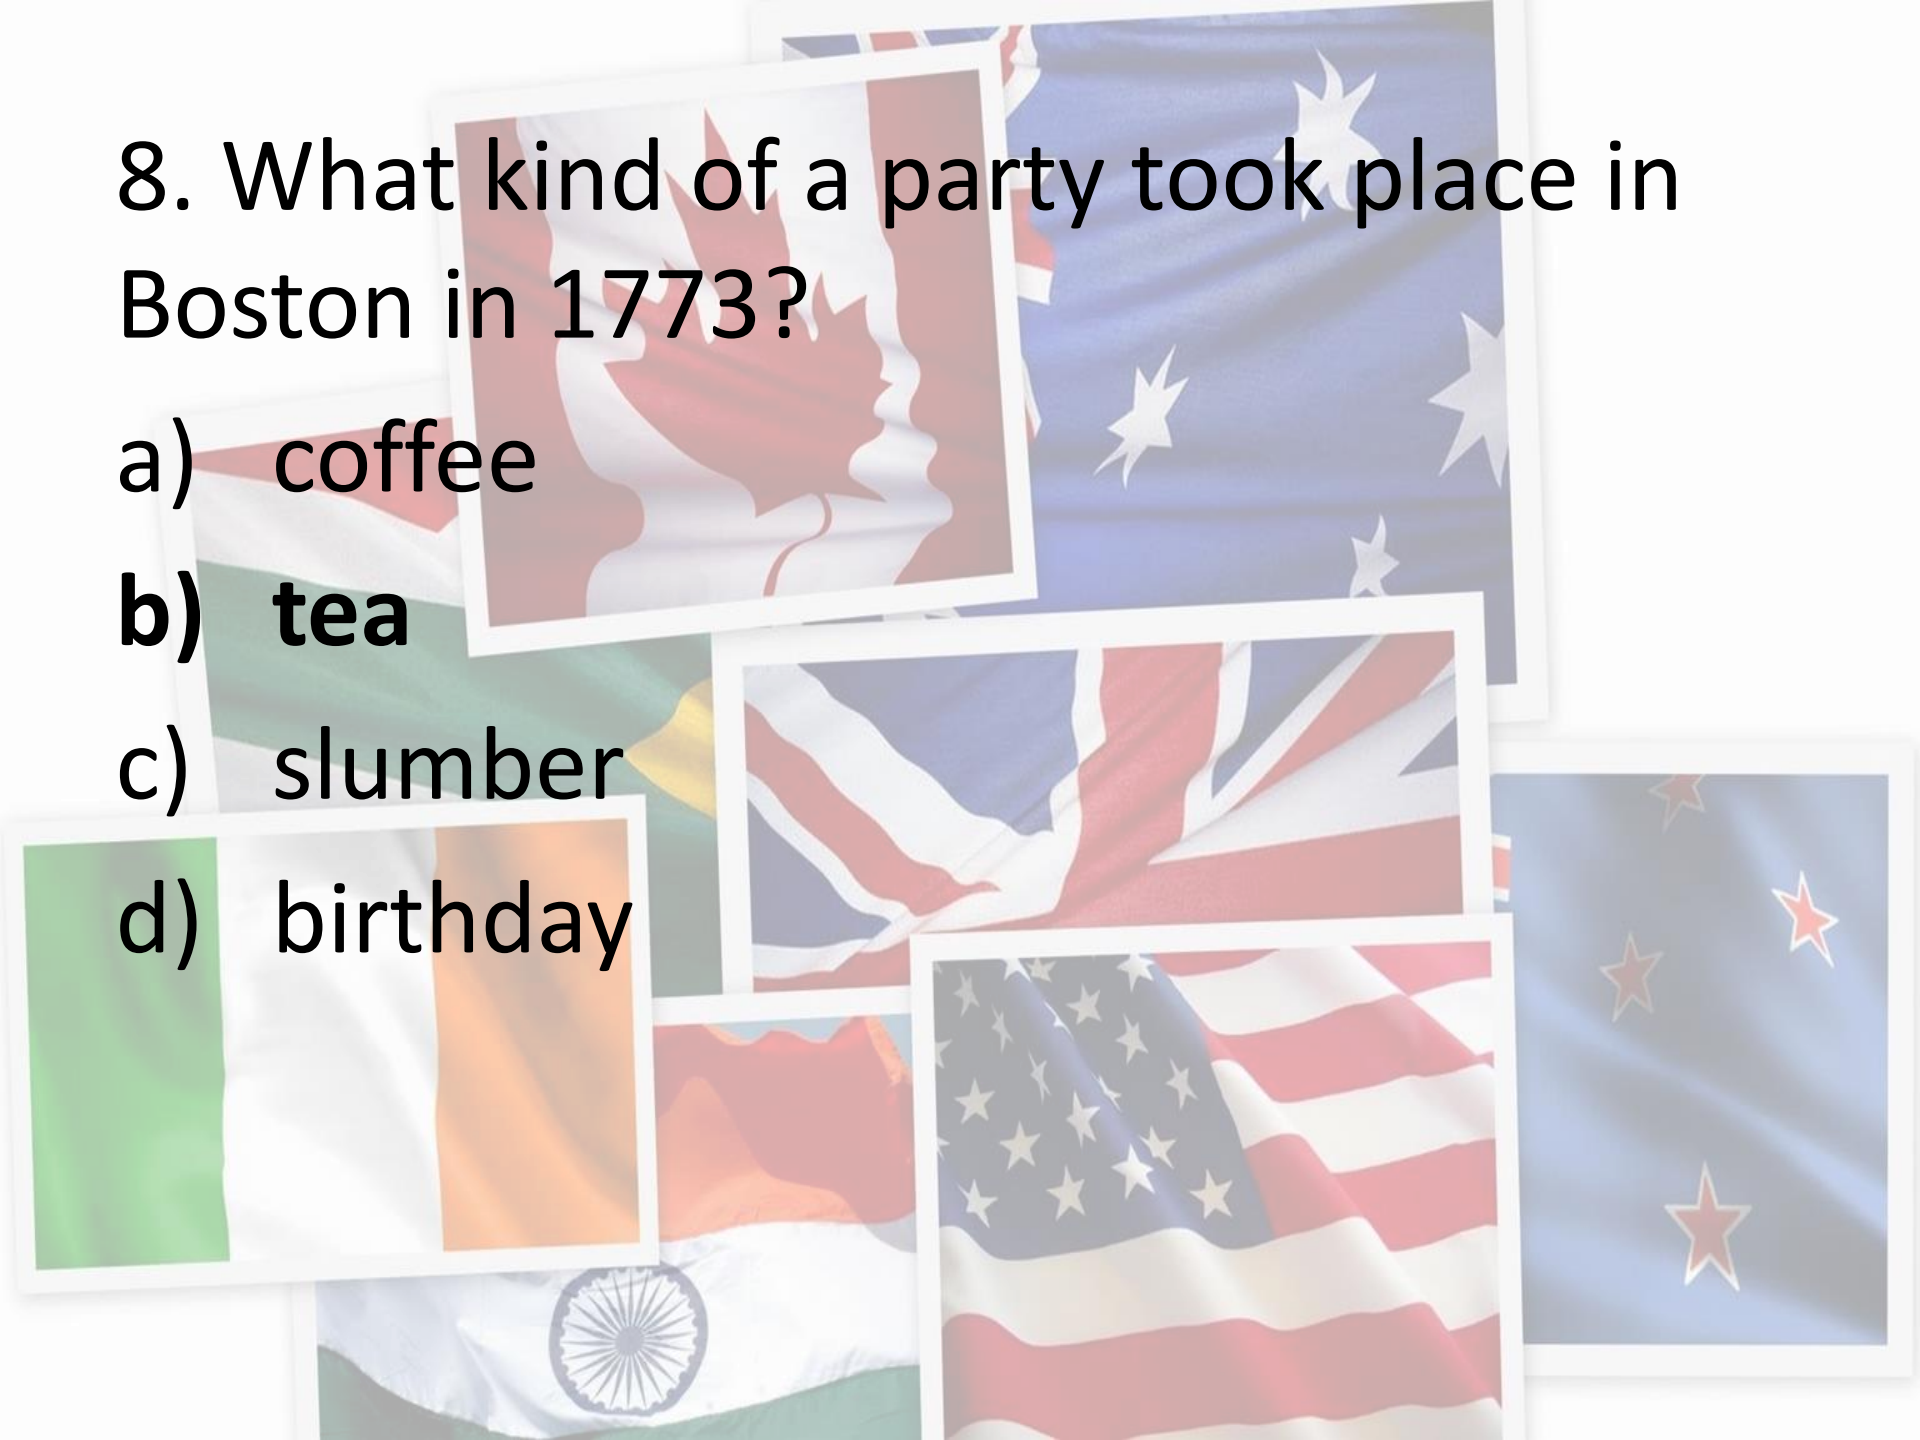 8. What kind of a party took place in
Boston in 1773?
a) coffee
b) tea
c) slumber
d) birthday